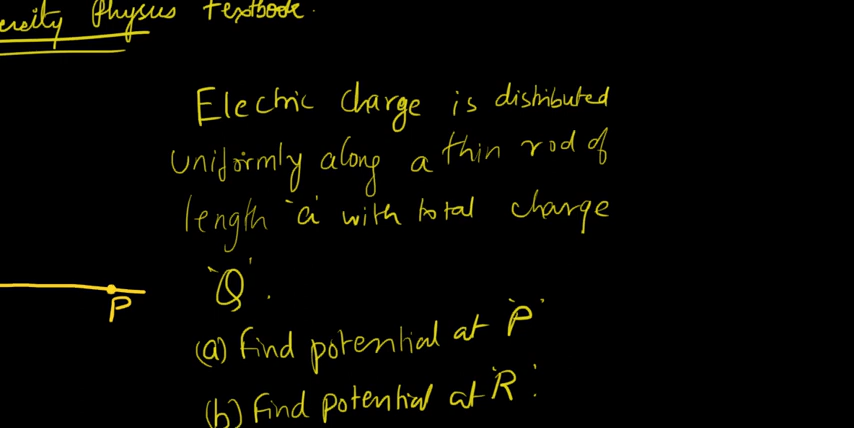 ersity Physics Textbook.
Electric charge is distributed
uniformly along a thin rod of
length 'a' with total charge
'Q'.
P
(a) Find potential at 'P'
(b) Find potential at 'R'.